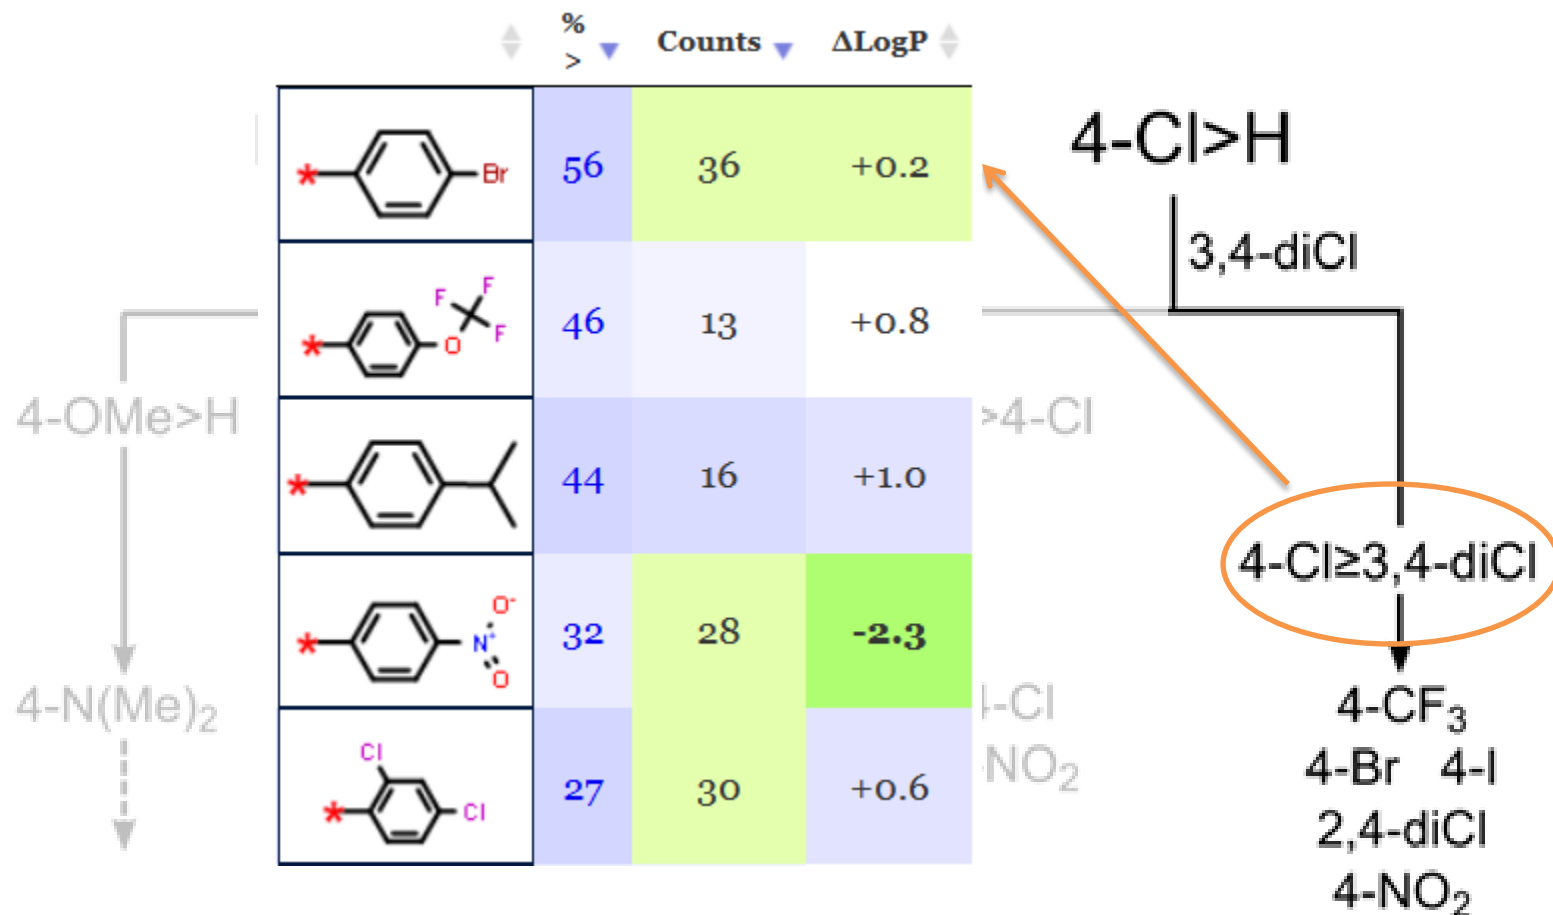 % > Counts ΔLogP
4-Cl>H
* Br 56 36 +0.2
3,4-diCl
F F F O * 46 13 +0.8
4-OMe>H
>4-Cl
* 44 16 +1.0
4-Cl≥3,4-diCl
* N⁺ O⁻ O 32 28 -2.3
4-N(Me)₂
4-Cl
NO₂
4-CF₃
4-Br 4-I
2,4-diCl
4-NO₂
Cl * Cl 27 30 +0.6